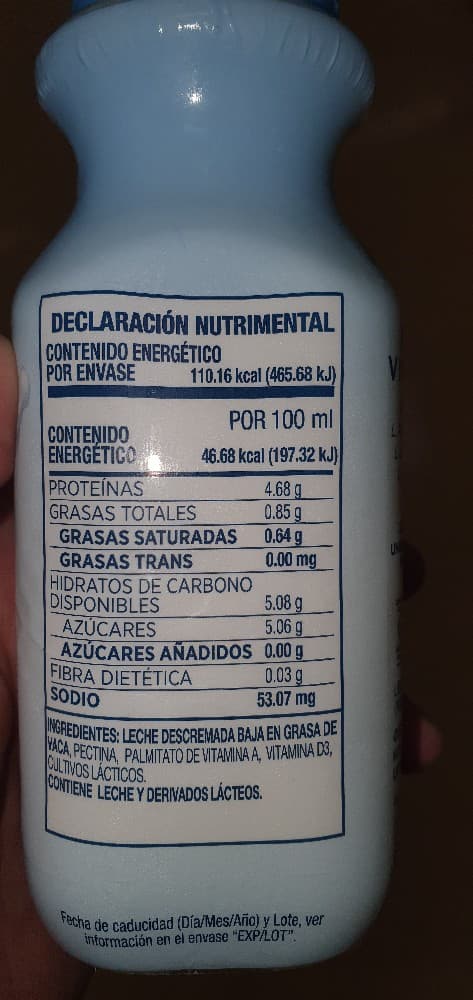 DECLARACIÓN NUTRIMENTAL
CONTENIDO ENERGÉTICO
POR ENVASE 110.16 kcal (465.68 kJ)
POR 100 ml
CONTENIDO
ENERGÉTICO 46.68 kcal (197.32 kJ)
PROTEÍNAS 4.68 g
GRASAS TOTALES 0.85 g
GRASAS SATURADAS 0.64 g
GRASAS TRANS 0.00 mg
HIDRATOS DE CARBONO
DISPONIBLES 5.08 g
AZÚCARES 5.06 g
AZÚCARES AÑADIDOS 0.00 g
FIBRA DIETÉTICA 0.03 g
SODIO 53.07 mg
INGREDIENTES: LECHE DESCREMADA BAJA EN GRASA DE
VACA, PECTINA, PALMITATO DE VITAMINA A, VITAMINA D3,
CULTIVOS LÁCTICOS.
CONTIENE LECHE Y DERIVADOS LÁCTEOS.
Fecha de caducidad (Día/Mes/Año) y Lote, ver
información en el envase "EXP/LOT".